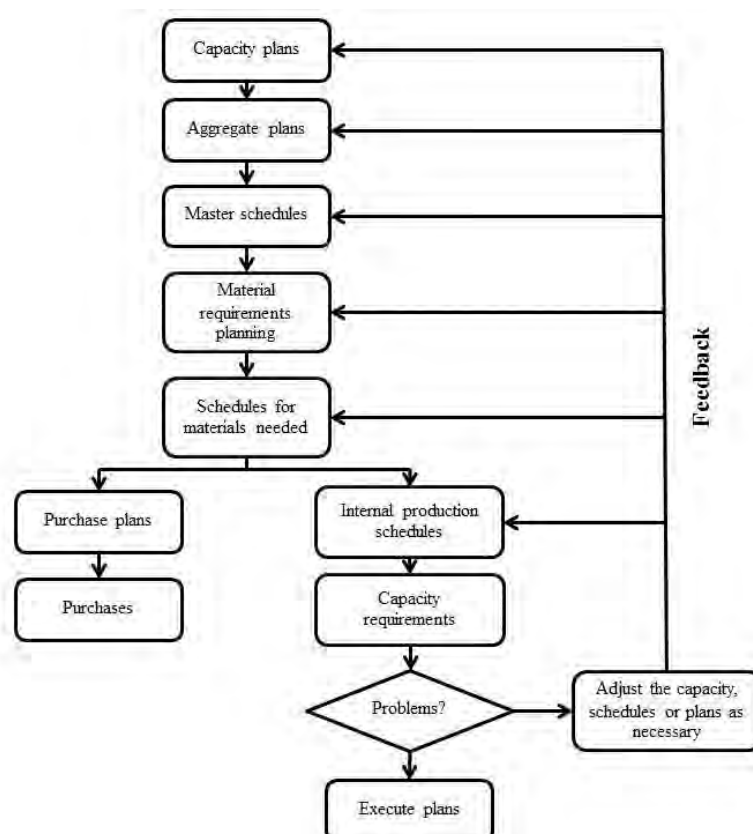 Capacity plans
Aggregate plans
Master schedules
Material
requirements
planning
Schedules for
materials needed
Feedback
Purchase plans
Internal production
schedules
Purchases
Capacity
requirements
Problems?
Adjust the capacity,
schedules or plans as
necessary
Execute plans